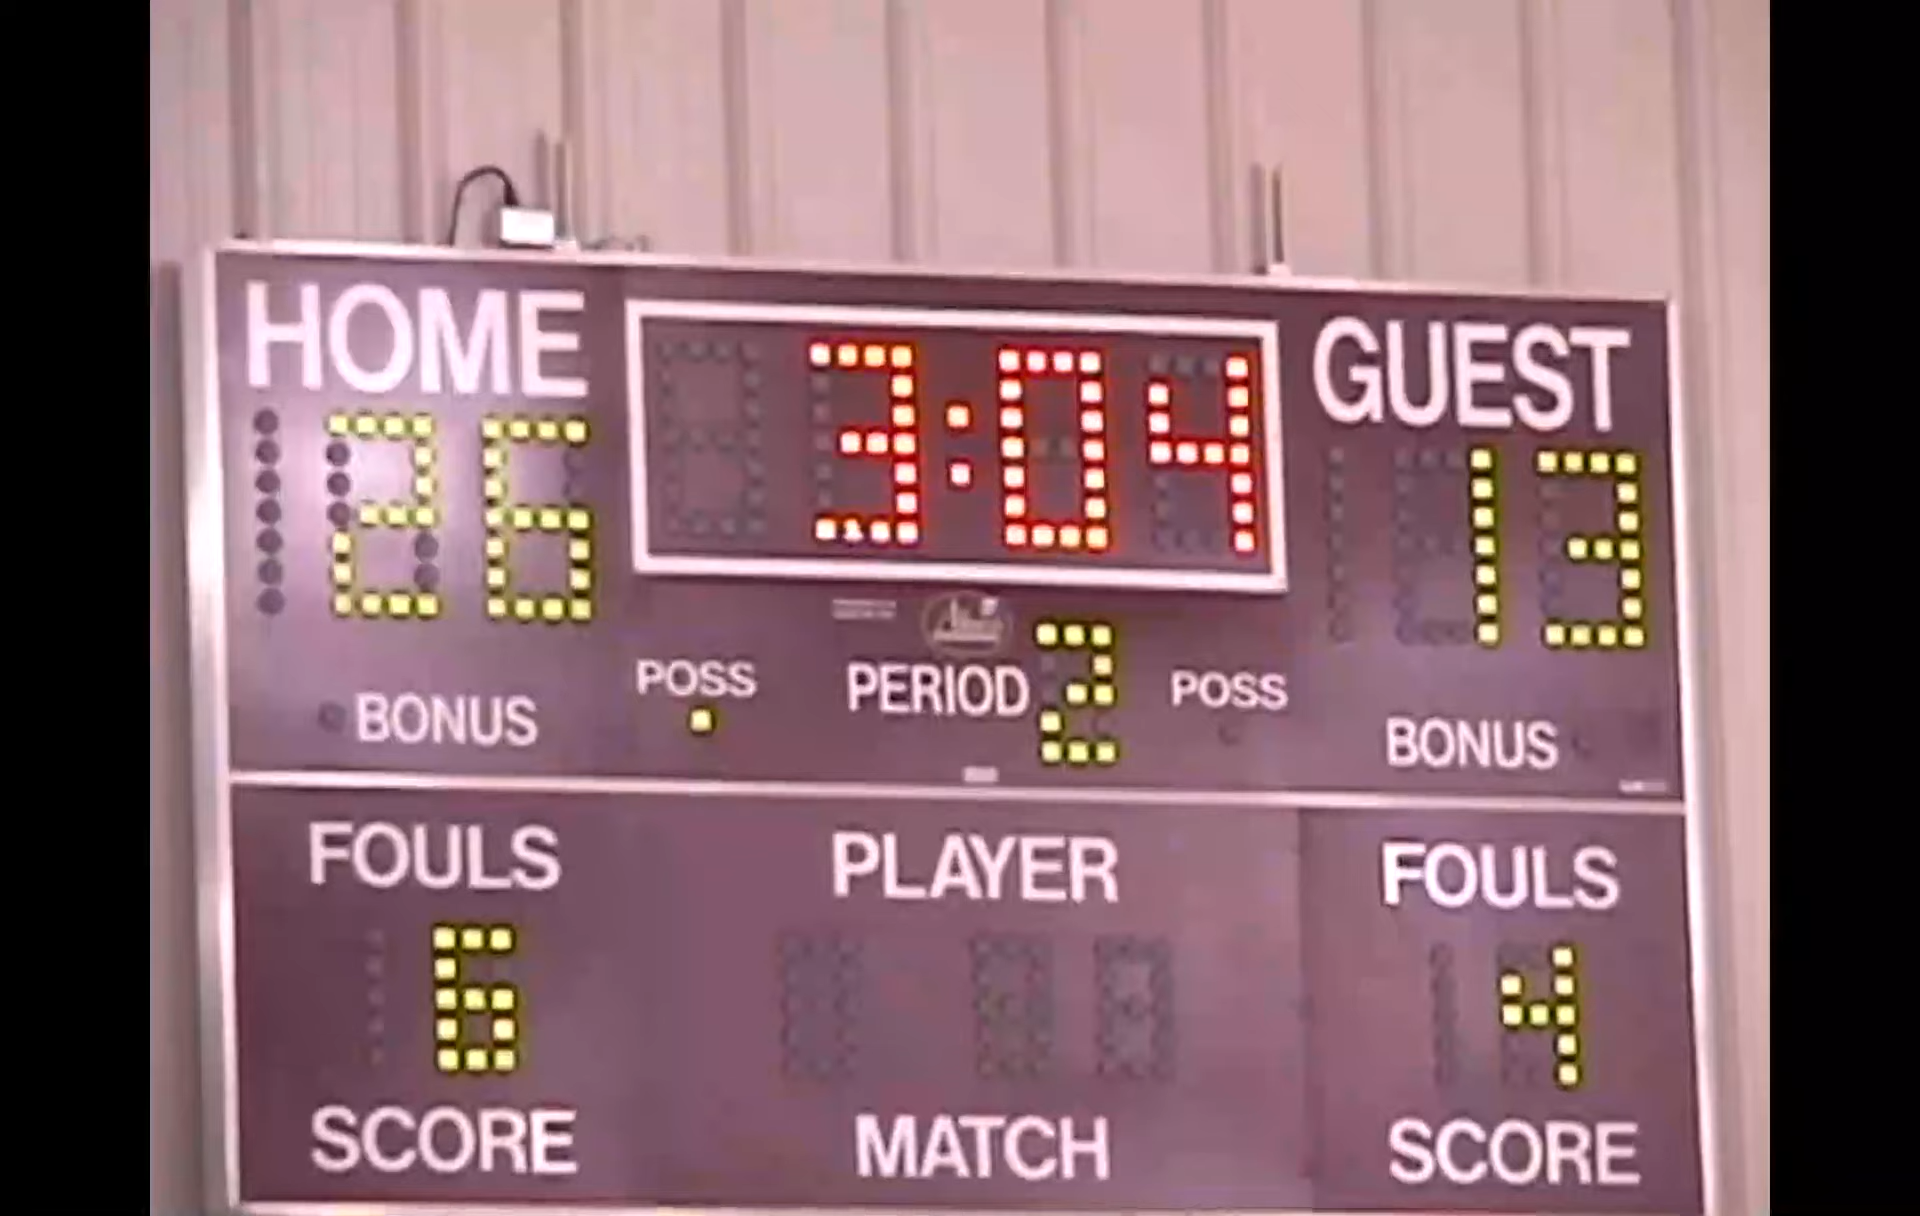 HOME 3:04 GUEST
26 13
PERIOD 2
POSS POSS
BONUS BONUS
FOULS PLAYER FOULS
6 4
SCORE MATCH SCORE